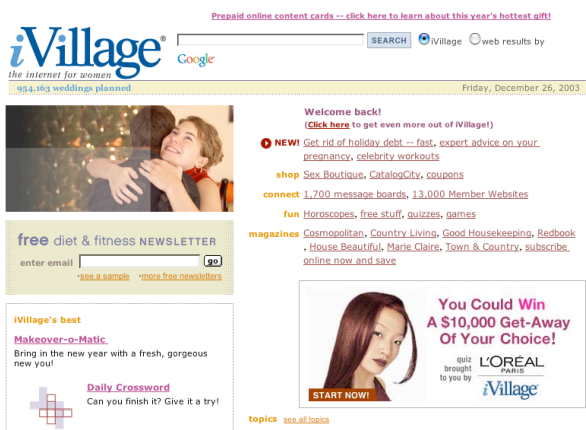 Prepaid online content cards -- click here to learn about this year's hottest gift!
iVillage®
the internet for women
SEARCH iVillage web results by
Google
954,163 weddings planned
Friday, December 26, 2003
Welcome back!
(Click here to get even more out of iVillage!)
NEW! Get rid of holiday debt -- fast, expert advice on your
pregnancy, celebrity workouts
shop Sex Boutique, CatalogCity, coupons
connect 1,700 message boards, 13,000 Member Websites
fun Horoscopes, free stuff, quizzes, games
magazines Cosmopolitan, Country Living, Good Housekeeping, Redbook
, House Beautiful, Marie Claire, Town & Country, subscribe
online now and save
free diet & fitness NEWSLETTER
enter email go
•see a sample •more free newsletters
iVillage's best
Makeover-o-Matic
Bring in the new year with a fresh, gorgeous
new you!
Daily Crossword
Can you finish it? Give it a try!
You Could Win
A $10,000 Get-Away
Of Your Choice!
quiz
brought
to you by
L'ORÉAL
PARIS
iVillage
START NOW!
topics see all topics